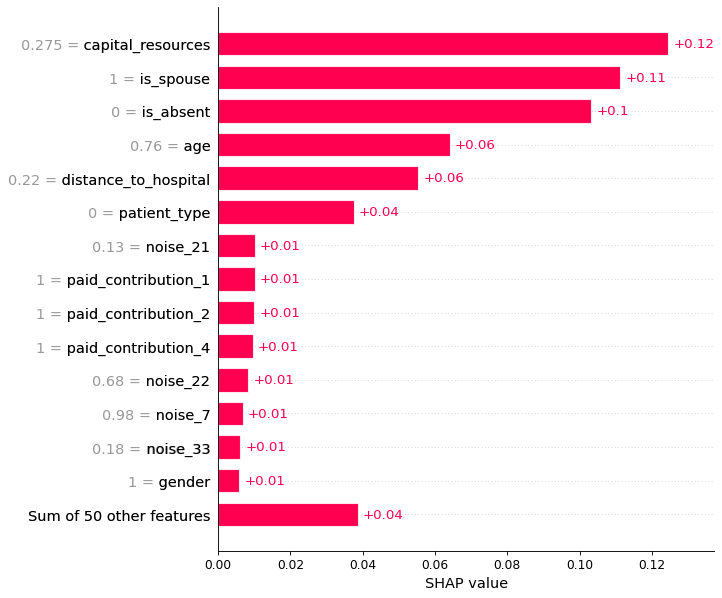 0.275 = capital_resources +0.12
1 = is_spouse +0.11
0 = is_absent +0.1
0.76 = age +0.06
0.22 = distance_to_hospital +0.06
0 = patient_type +0.04
0.13 = noise_21 +0.01
1 = paid_contribution_1 +0.01
1 = paid_contribution_2 +0.01
1 = paid_contribution_4 +0.01
0.68 = noise_22 +0.01
0.98 = noise_7 +0.01
0.18 = noise_33 +0.01
1 = gender +0.01
Sum of 50 other features +0.04
0.00 0.02 0.04 0.06 0.08 0.10 0.12
SHAP value